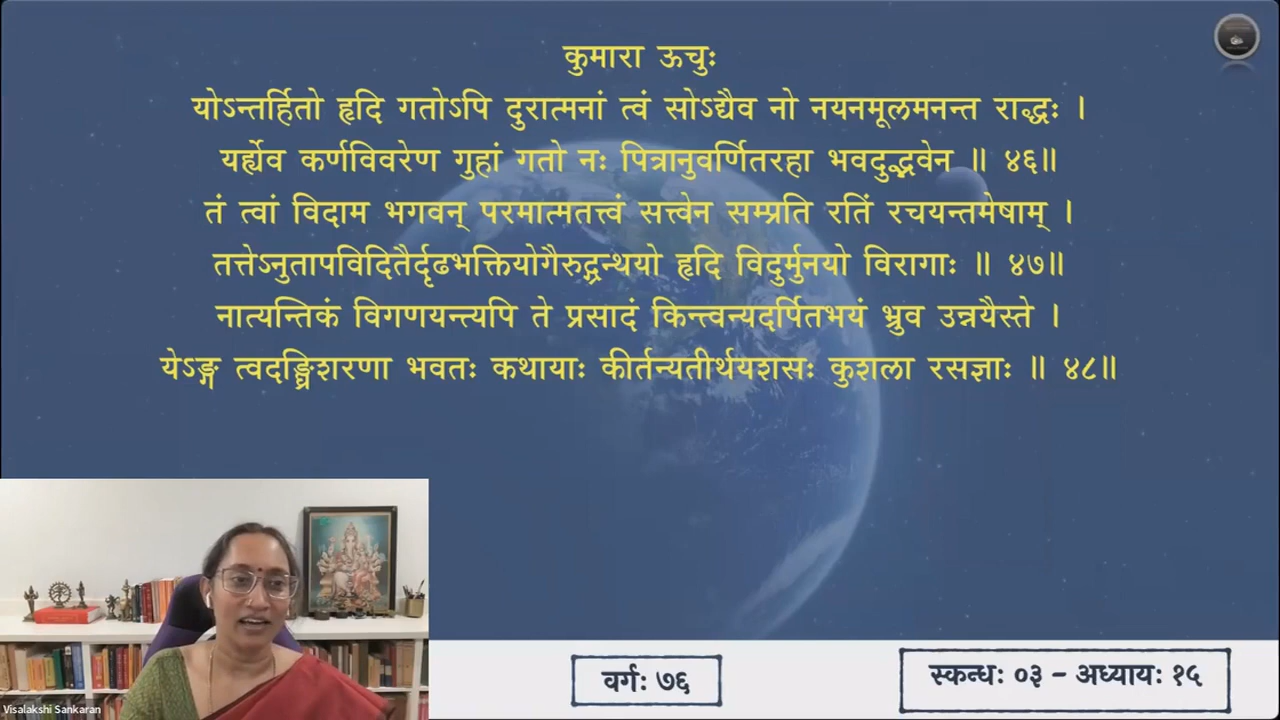 कुमारा ऊचुः
योऽन्तर्हितो हृदि गतोऽपि दुरात्मनां त्वं सोऽद्यैव नो नयनमूलमनन्त राद्धः ।
यर्ह्येव कर्णविवरेण गुहां गतो नः पित्रानुवर्णितरहा भवदुद्भवेन ॥ ४६॥
तं त्वां विदाम भगवन् परमात्मतत्त्वं सत्त्वेन सम्प्रति रतिं रचयन्तमेषाम् ।
तत्तेऽनुतापविदितैर्दृढभक्तियोगैरुद्ग्रन्थयो हृदि विदुर्मुनयो विरागाः ॥ ४७॥
नात्यन्तिकं विगणयन्त्यपि ते प्रसादं किन्त्वन्यदर्पितभयं भ्रुव उन्नयैस्ते ।
येऽङ्ग त्वदङ्घ्रिशरणा भवतः कथायाः कीर्तन्यतीर्थयशसः कुशला रसज्ञाः ॥ ४८॥
Visalakshi Sankaran
वर्गः ७६
स्कन्धः ०३ - अध्यायः १५